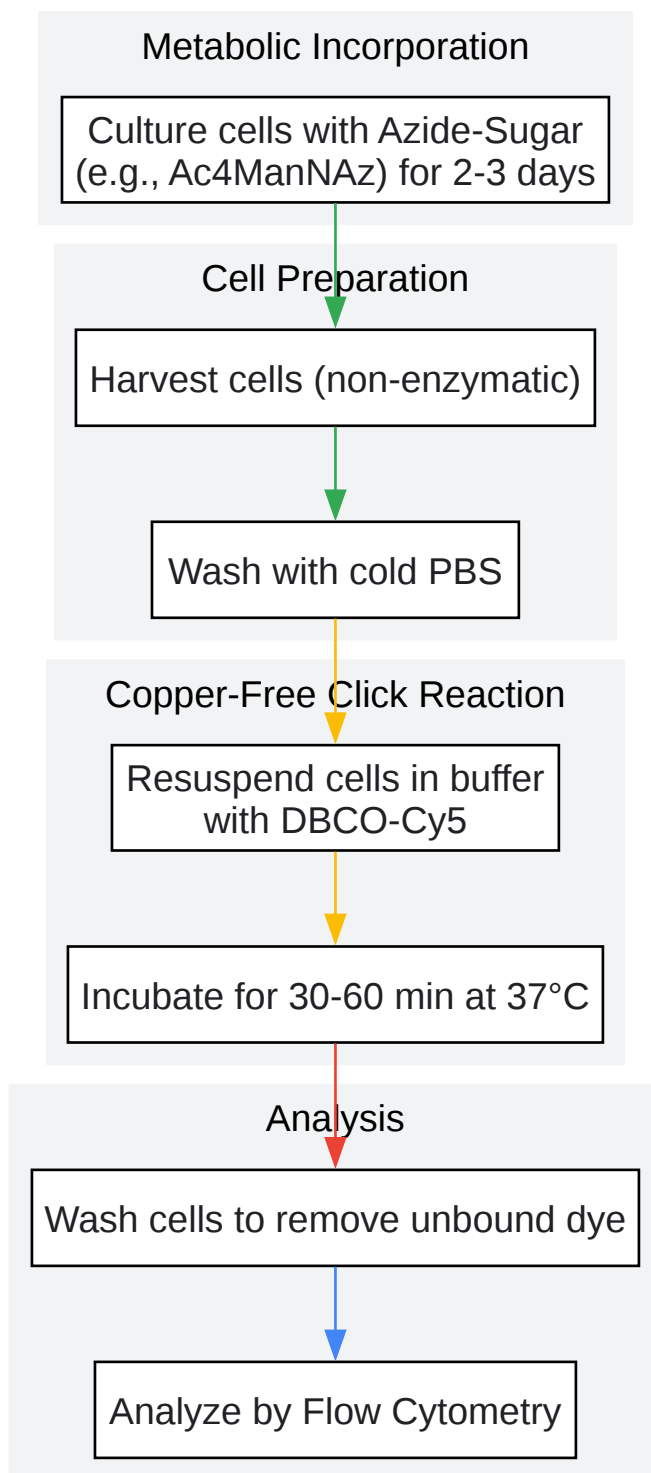 Metabolic Incorporation
Culture cells with Azide-Sugar
(e.g., Ac4ManNAz) for 2-3 days
Cell Preparation
Harvest cells (non-enzymatic)
Wash with cold PBS
Copper-Free Click Reaction
Resuspend cells in buffer
with DBCO-Cy5
Incubate for 30-60 min at 37°C
Analysis
Wash cells to remove unbound dye
Analyze by Flow Cytometry